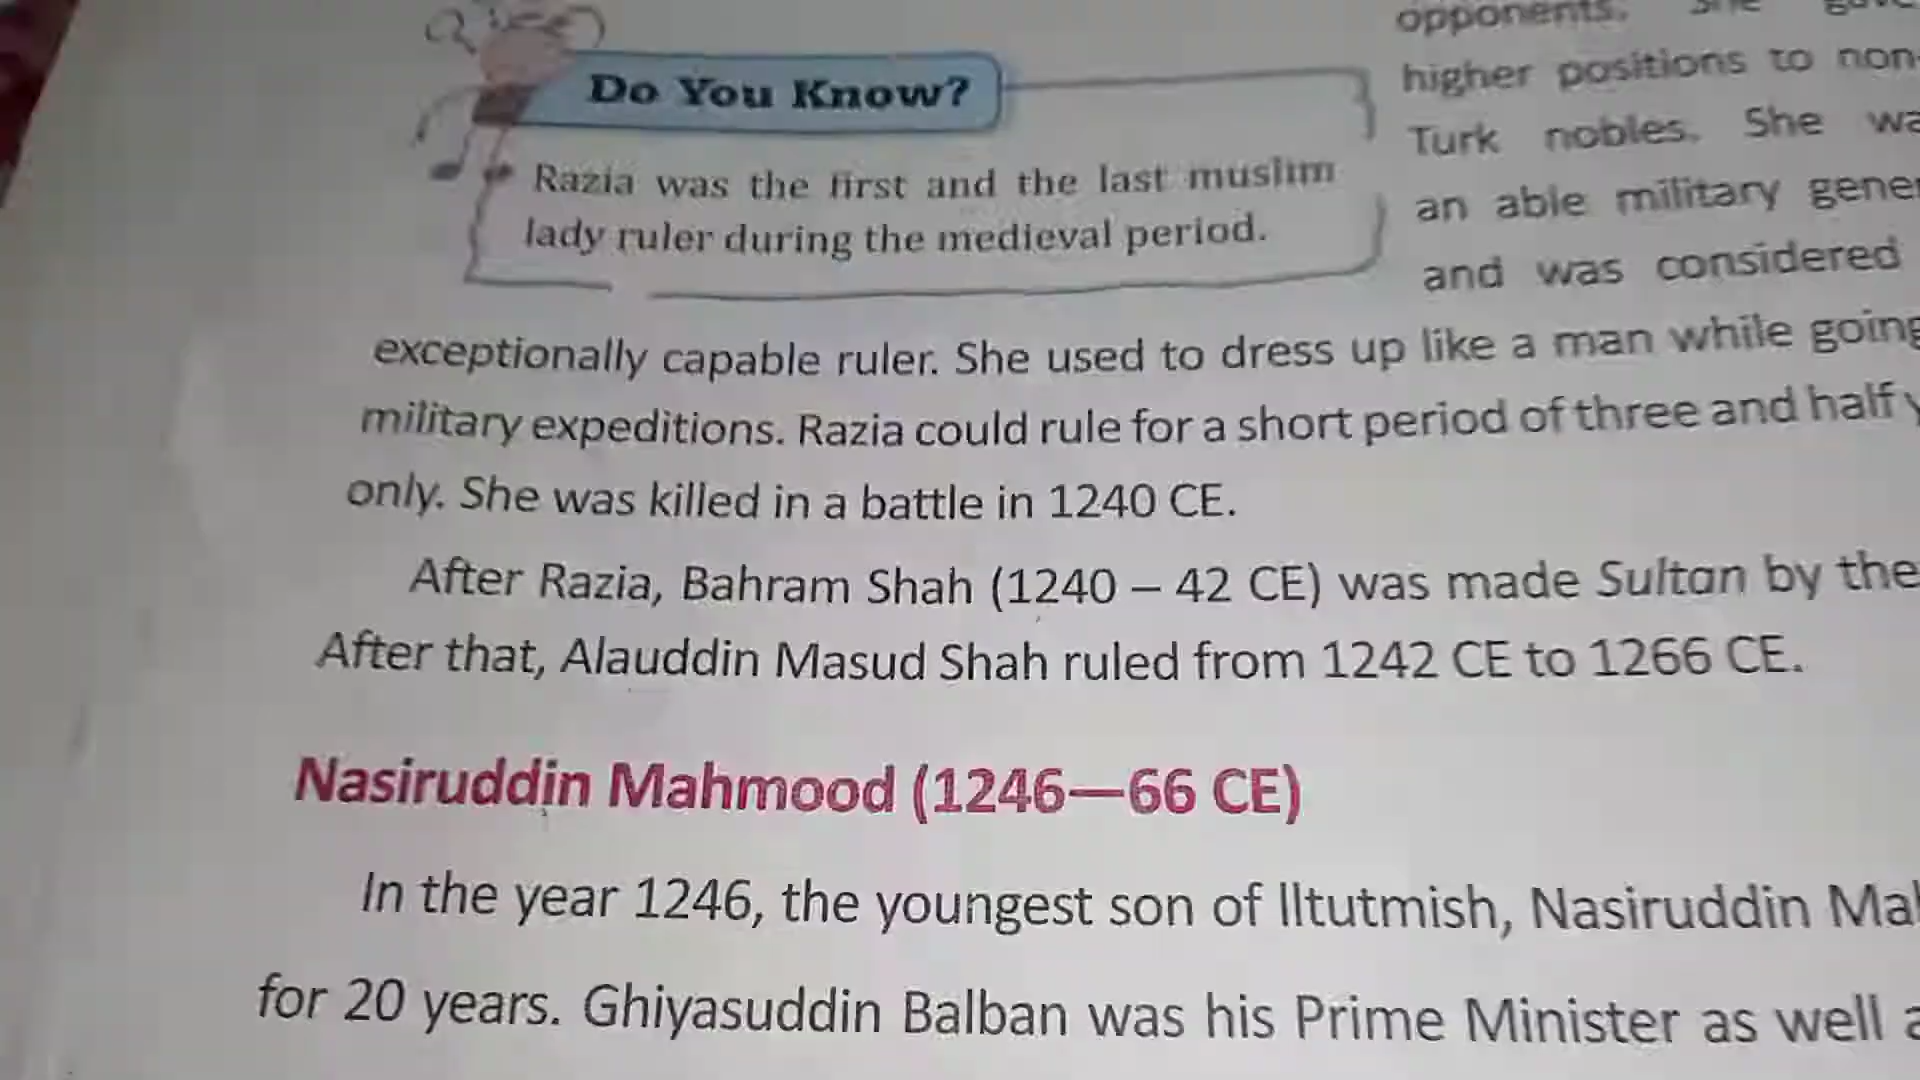 Do You Know?
Razia was the first and the last muslim
lady ruler during the medieval period.
opponents. She
higher positions to non-
Turk nobles. She
an able military
and was considered
exceptionally capable ruler. She used to dress up like a man while going
military expeditions. Razia could rule for a short period of three and half
only. She was killed in a battle in 1240 CE.
After Razia, Bahram Shah (1240 – 42 CE) was made Sultan by the
After that, Alauddin Masud Shah ruled from 1242 CE to 1266 CE.
Nasiruddin Mahmood (1246—66 CE)
In the year 1246, the youngest son of Iltutmish, Nasiruddin
for 20 years. Ghiyasuddin Balban was his Prime Minister as well